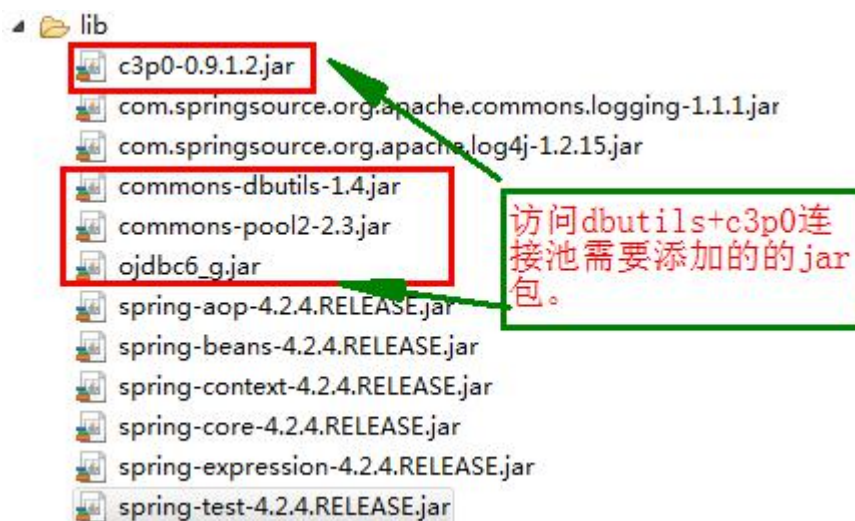 lib
c3p0-0.9.1.2.jar
com.springsource.org.apache.commons.logging-1.1.1.jar
com.springsource.org.apache.log4j-1.2.15.jar
commons-dbutils-1.4.jar
commons-pool2-2.3.jar
ojdbc6_g.jar
spring-aop-4.2.4.RELEASE.jar
spring-beans-4.2.4.RELEASE.jar
spring-context-4.2.4.RELEASE.jar
spring-core-4.2.4.RELEASE.jar
spring-expression-4.2.4.RELEASE.jar
spring-test-4.2.4.RELEASE.jar
访问dbutils+c3p0连
接池需要添加的的jar
包。